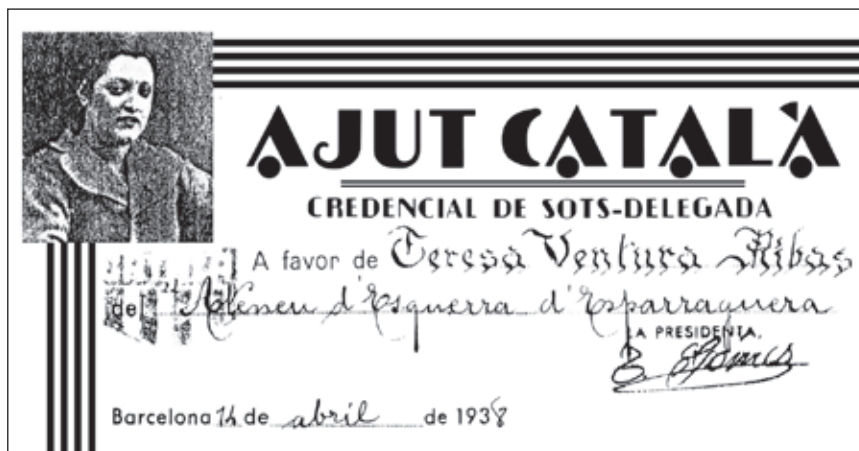 AJUT CATALÀ
CREDENCIAL DE SOTS-DELEGADA
A favor de Teresa Ventura Ribas
de l'Ateneu d'Esquerra d'Esparraguera
LA PRESIDENTA,
Barcelona 14 de abril de 1938